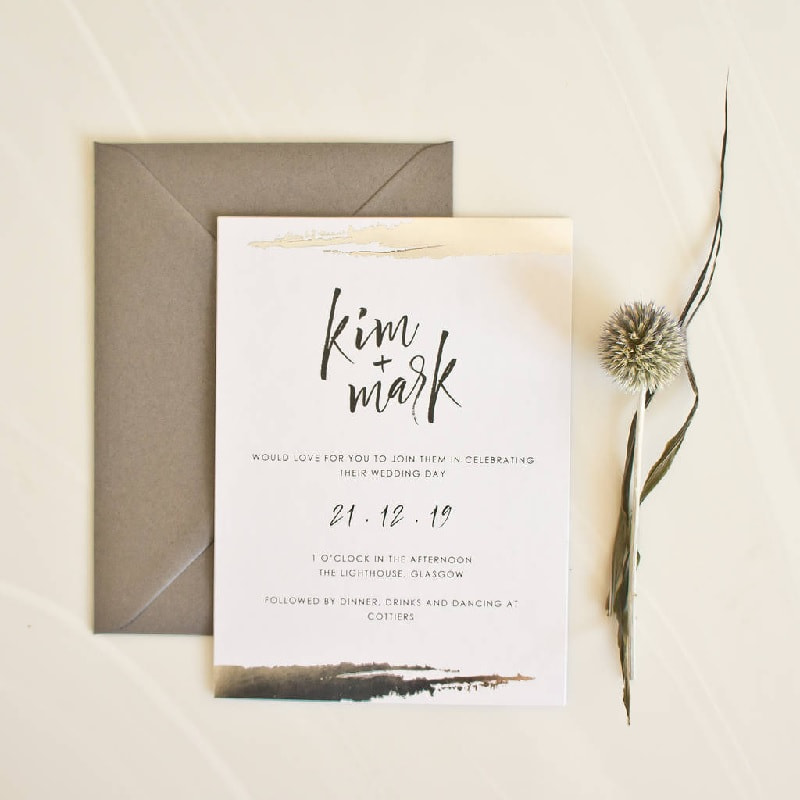 kim
+
mark
WOULD LOVE FOR YOU TO JOIN THEM IN CELEBRATING
THEIR WEDDING DAY
21 . 12 . 19
1 O'CLOCK IN THE AFTERNOON
THE LIGHTHOUSE, GLASGOW
FOLLOWED BY DINNER, DRINKS AND DANCING AT
COTTIERS